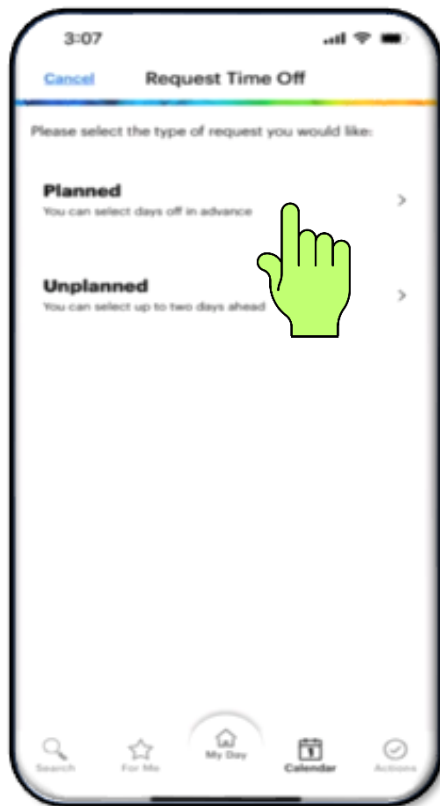 3:07
Cancel Request Time Off
Please select the type of request you would like:
Planned
You can select days off in advance
Unplanned
You can select up to two days ahead
1
Search For Me My Day Calendar Actions